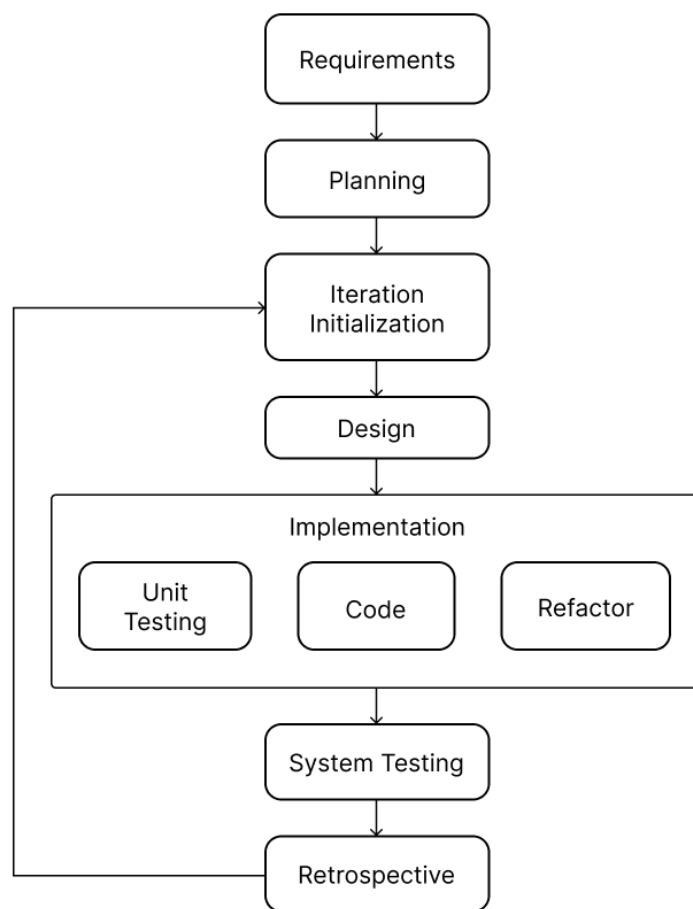 Requirements
Planning
Iteration
Initialization
Design
Implementation
Unit
Testing
Code
Refactor
System Testing
Retrospective